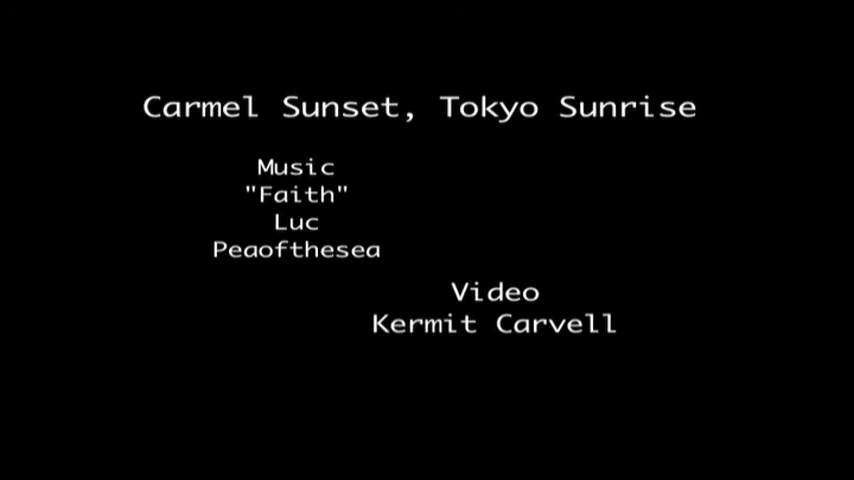 Carmel Sunset, Tokyo Sunrise
Music
"Faith"
Luc
Peaofthesea
Video
Kermit Carvell